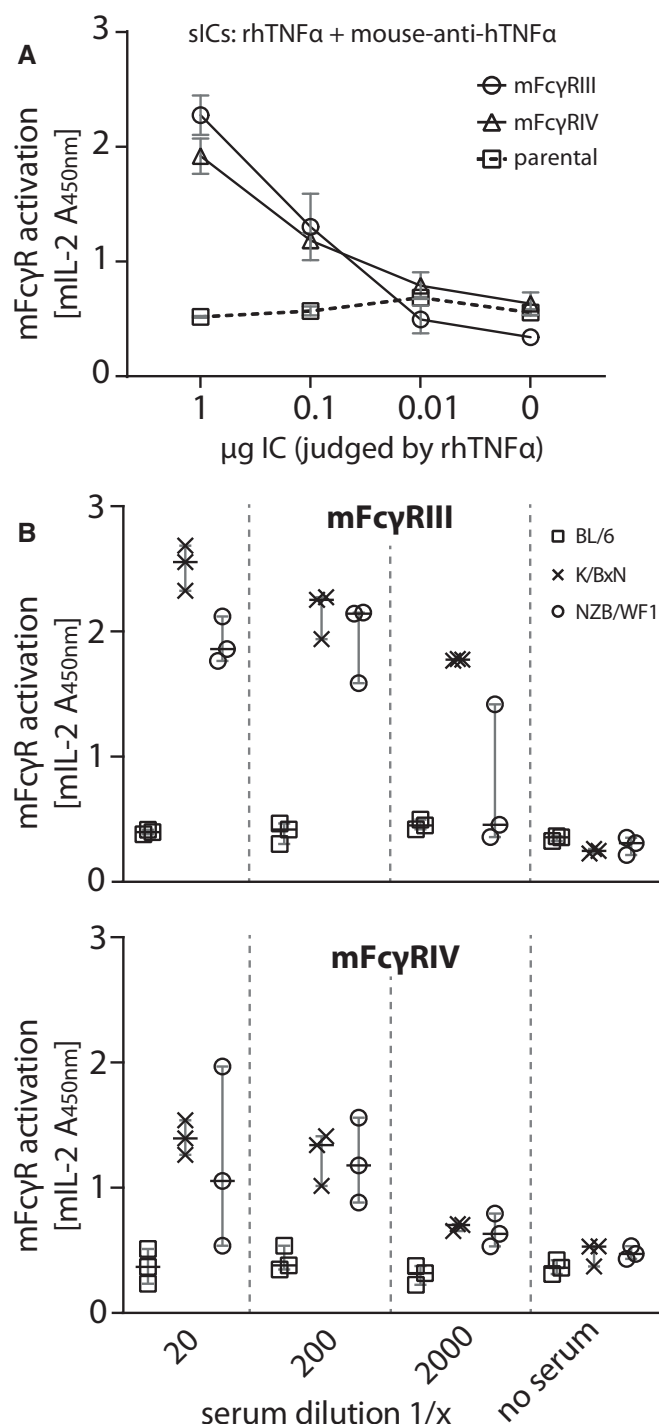 A
sICs: rhTNFα + mouse-anti-hTNFα
mFcγRIII
mFcγRIV
parental
mFcγR activation
[mIL-2 A450nm]
3
2
1
0
1
0.1
0.01
0
µg IC (judged by rhTNFα)
B
mFcγRIII
BL/6
K/BxN
NZB/WF1
mFcγR activation
[mIL-2 A450nm]
3
2
1
0
mFcγRIV
mFcγR activation
[mIL-2 A450nm]
3
2
1
0
20
200
2000
no serum
serum dilution 1/x